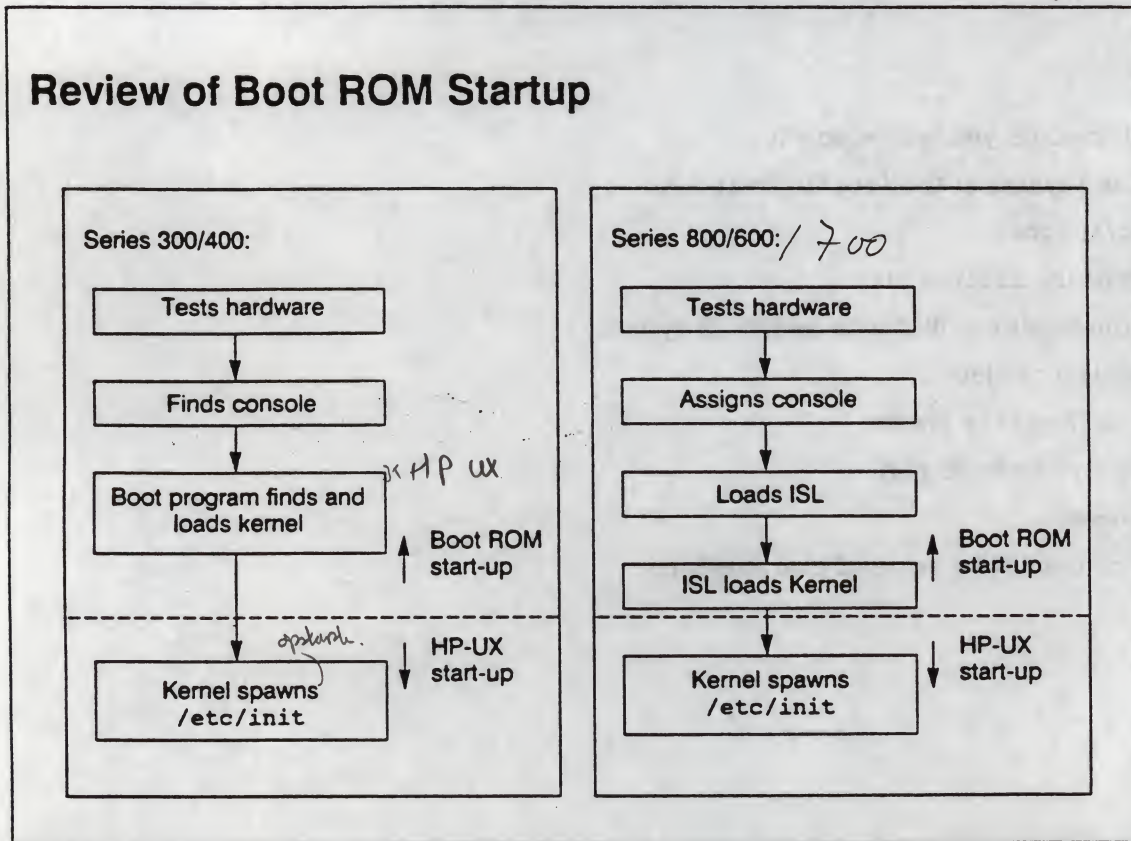 Review of Boot ROM Startup
Series 300/400:
Tests hardware
Finds console
Boot program finds and
loads kernel
HP UX
Boot ROM
start-up
HP-UX
start-up
Kernel spawns
/etc/init
Series 800/600: / 700
Tests hardware
Assigns console
Loads ISL
ISL loads Kernel
Boot ROM
start-up
HP-UX
start-up
Kernel spawns
/etc/init